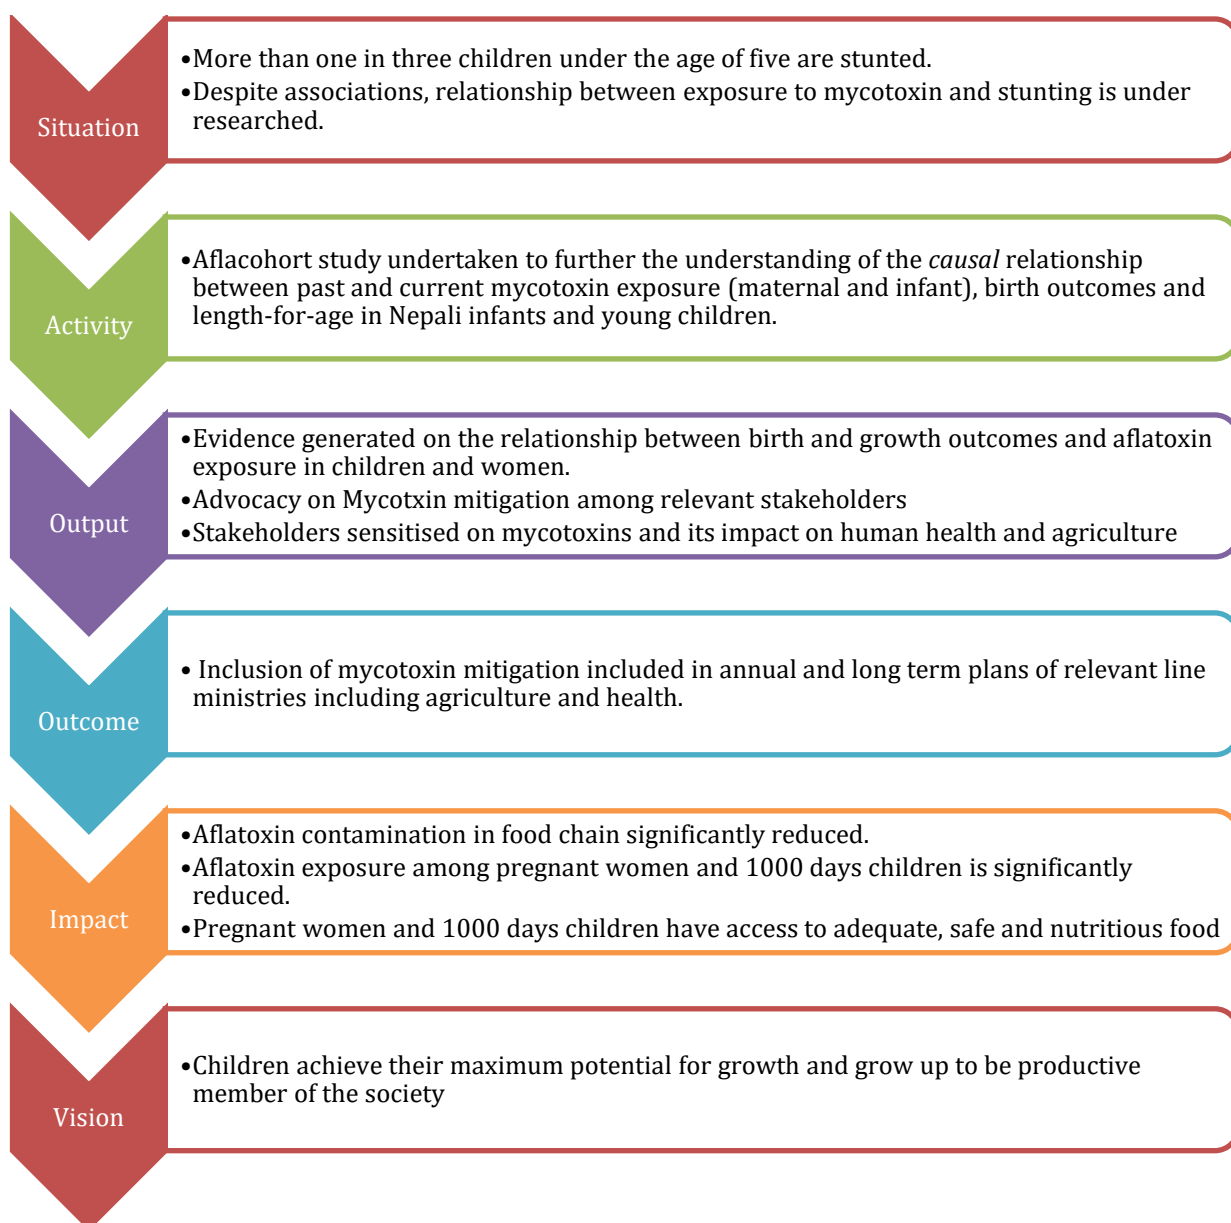 Situation
•More than one in three children under the age of five are stunted.
•Despite associations, relationship between exposure to mycotoxin and stunting is under
researched.
Activity
•Aflacohort study undertaken to further the understanding of the causal relationship
between past and current mycotoxin exposure (maternal and infant), birth outcomes and
length-for-age in Nepali infants and young children.
Output
•Evidence generated on the relationship between birth and growth outcomes and aflatoxin
exposure in children and women.
•Advocacy on Mycotxin mitigation among relevant stakeholders
•Stakeholders sensitised on mycotoxins and its impact on human health and agriculture
Outcome
• Inclusion of mycotoxin mitigation included in annual and long term plans of relevant line
ministries including agriculture and health.
Impact
•Aflatoxin contamination in food chain significantly reduced.
•Aflatoxin exposure among pregnant women and 1000 days children is significantly
reduced.
•Pregnant women and 1000 days children have access to adequate, safe and nutritious food
Vision
•Children achieve their maximum potential for growth and grow up to be productive
member of the society